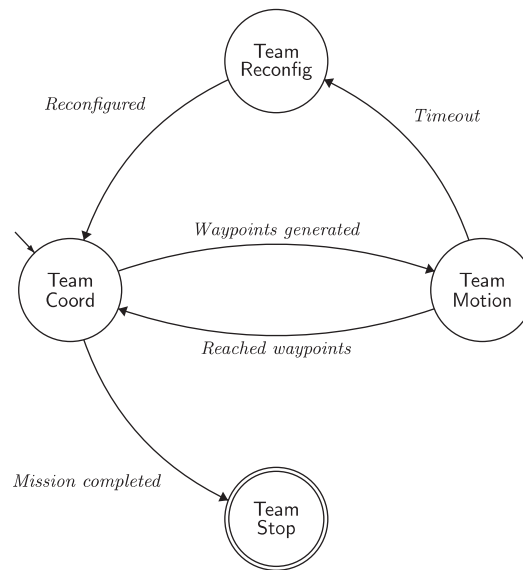 Team
Reconfig
Reconfigured
Timeout
Waypoints generated
Team
Coord
Team
Motion
Reached waypoints
Mission completed
Team
Stop